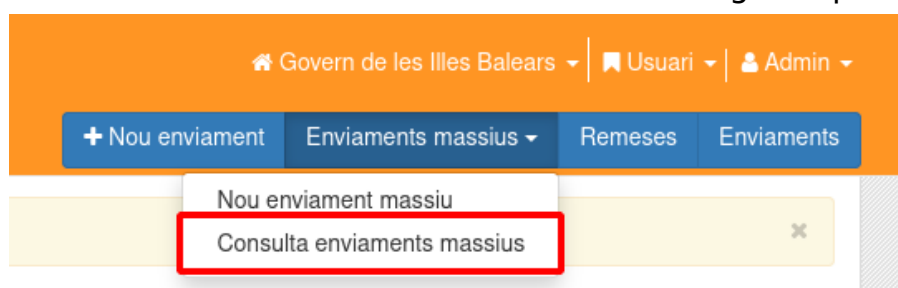 Govern de les Illes Balears Usuari Admin
Nou enviament Enviaments massius Remeses Enviaments
Nou enviament massiu
Consulta enviaments massius